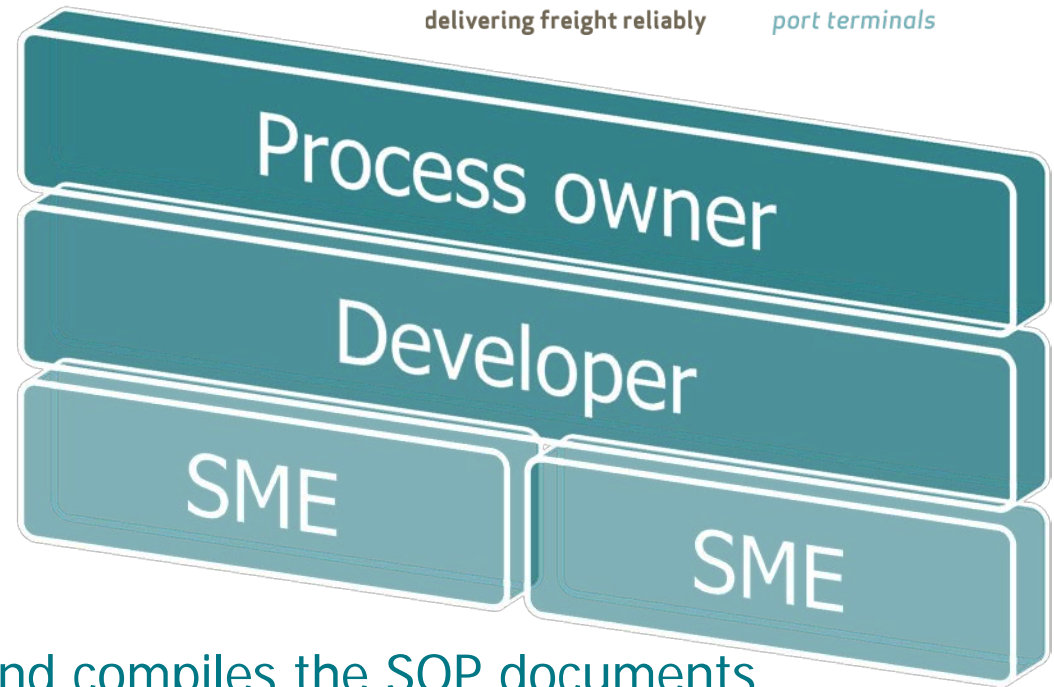 delivering freight reliably port terminals
Process owner
Developer
SME SME
nd compiles the SOP documents